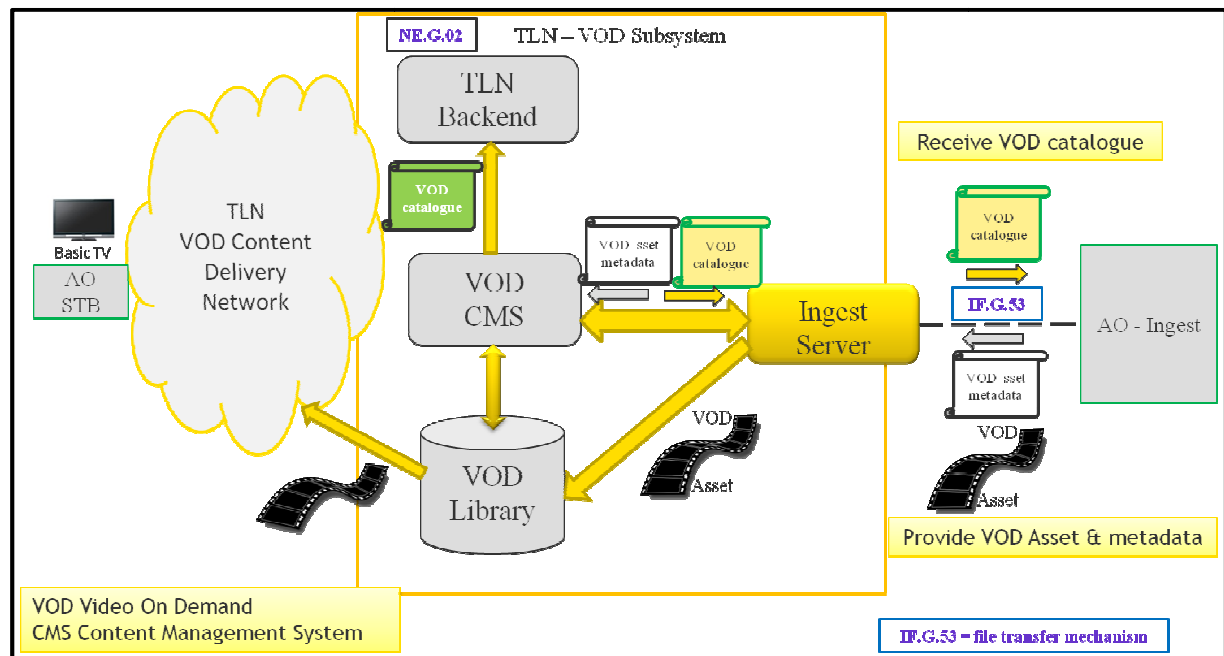 NE.G.02
TLN – VOD Subsystem
TLN
Backend
Receive VOD catalogue
VOD
catalogue
TLN
VOD Content
Delivery
Network
Basic TV
AO
STB
VOD sset
metadata
VOD
catalogue
VOD
catalogue
VOD
CMS
Ingest
Server
IF.G.53
AO - Ingest
VOD sset
metadata
VOD
Asset
VOD
Asset
VOD
Library
Provide VOD Asset & metadata
VOD Video On Demand
CMS Content Management System
IF.G.53 = file transfer mechanism